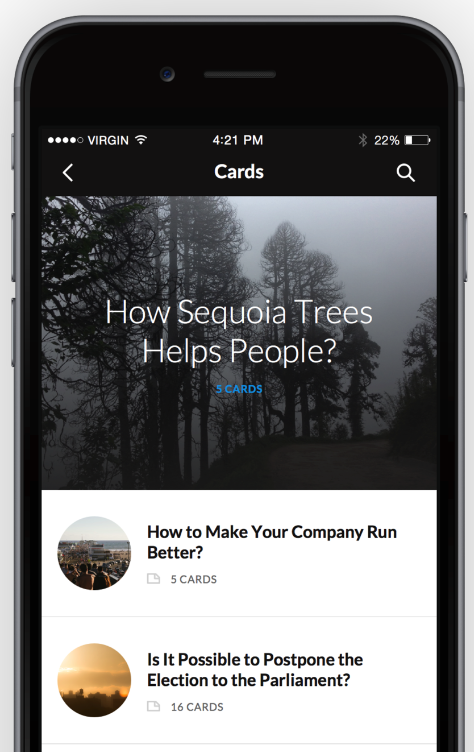 VIRGIN 4:21 PM 22%
Cards
How Sequoia Trees
Helps People?
5 CARDS
How to Make Your Company Run
Better?
5 CARDS
Is It Possible to Postpone the
Election to the Parliament?
16 CARDS